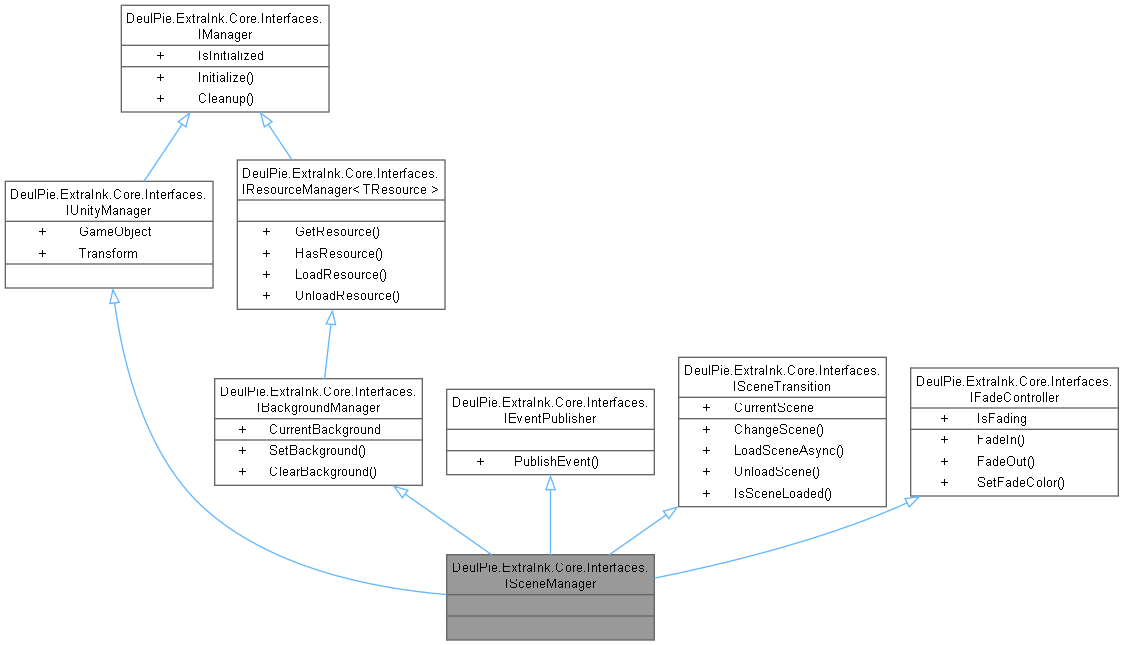 DeulPie.ExtraInk.Core.Interfaces.
IManager
+ IsInitialized
+ Initialize()
+ Cleanup()
DeulPie.ExtraInk.Core.Interfaces.
IUnityManager
+ GameObject
+ Transform
DeulPie.ExtraInk.Core.Interfaces.
IResourceManager< TResource >
+ GetResource()
+ HasResource()
+ LoadResource()
+ UnloadResource()
DeulPie.ExtraInk.Core.Interfaces.
IBackgroundManager
+ CurrentBackground
+ SetBackground()
+ ClearBackground()
DeulPie.ExtraInk.Core.Interfaces.
IEventPublisher
+ PublishEvent()
DeulPie.ExtraInk.Core.Interfaces.
ISceneTransition
+ CurrentScene
+ ChangeScene()
+ LoadSceneAsync()
+ UnloadScene()
+ IsSceneLoaded()
DeulPie.ExtraInk.Core.Interfaces.
IFadeController
+ IsFading
+ FadeIn()
+ FadeOut()
+ SetFadeColor()
DeulPie.ExtraInk.Core.Interfaces.
ISceneManager